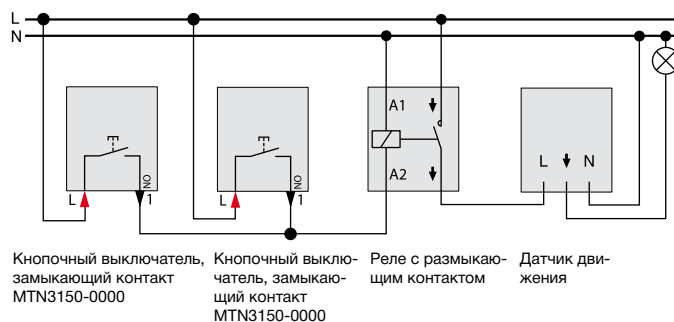 L
N
A1
A2
L N
NO
L 1
NO
L 1
Кнопочный выключатель,
замыкающий контакт
MTN3150-0000
Кнопочный выклю-
чатель, замыкаю-
щий контакт
MTN3150-0000
Реле с размыкаю-
щим контактом
Датчик дви-
жения